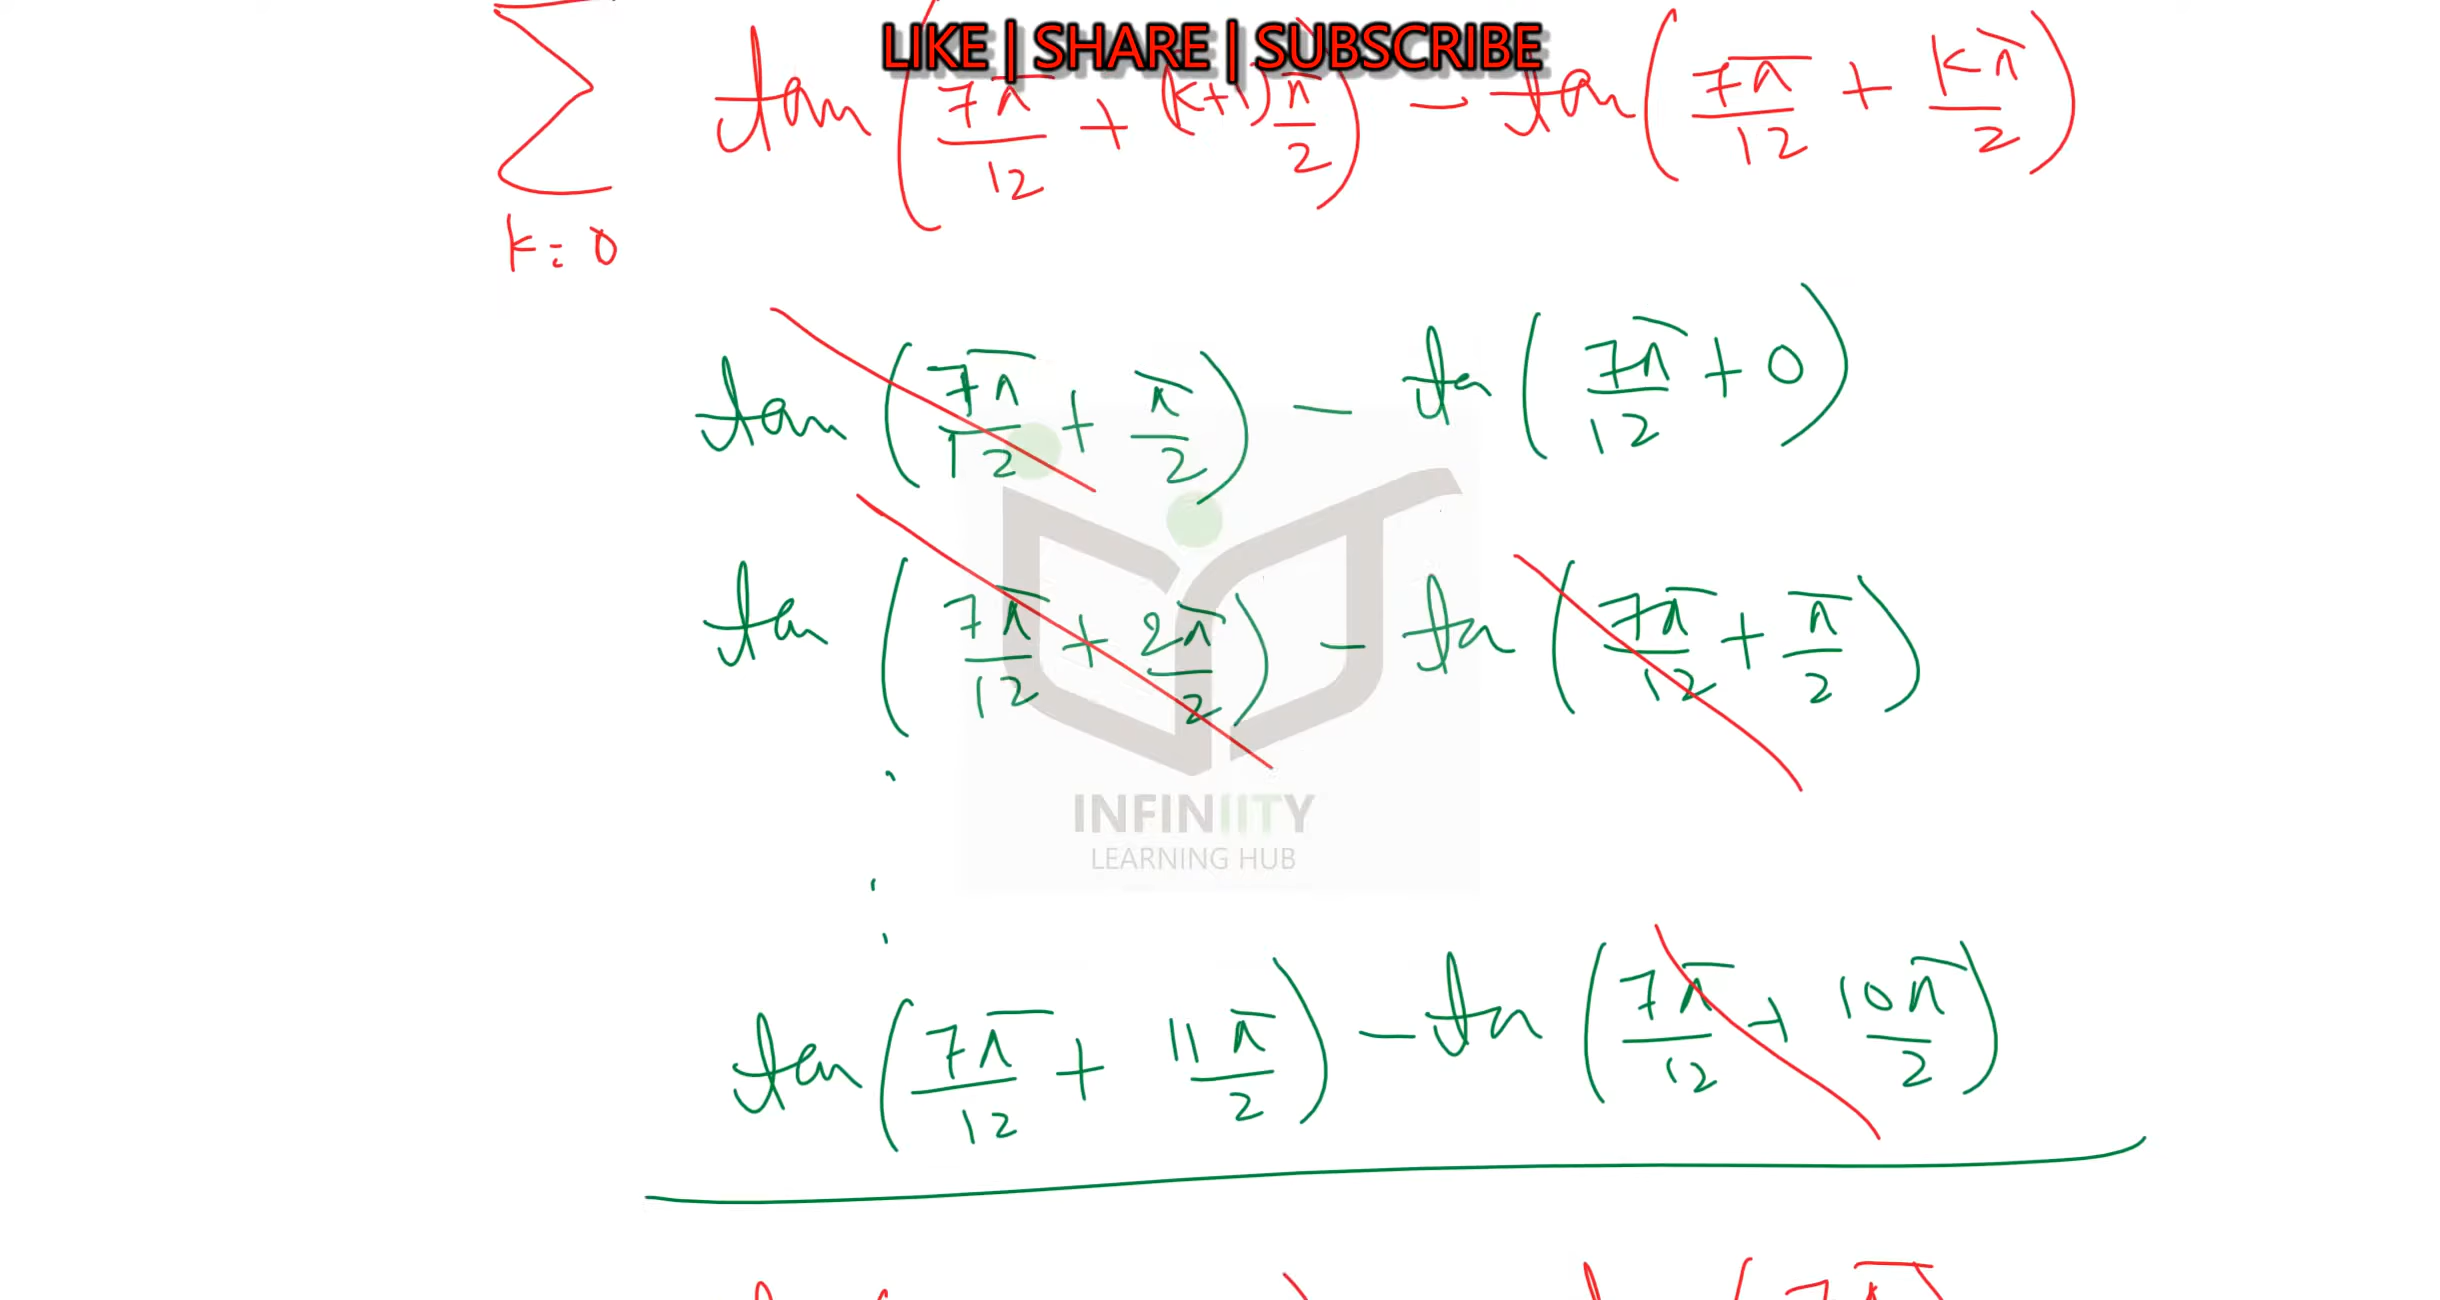 LIKE | SHARE | SUBSCRIBE
∑ k=0 tan(7π/12 + (k+1)π/2) - tan(7π/12 + kπ/2)
tan(7π/12 + π/2) - tan(7π/12 + 0)
tan(7π/12 + 2π/2) - tan(7π/12 + π/2)
tan(7π/12 + 11π/2) - tan(7π/12 + 10π/2)
INFINIITY
LEARNING HUB